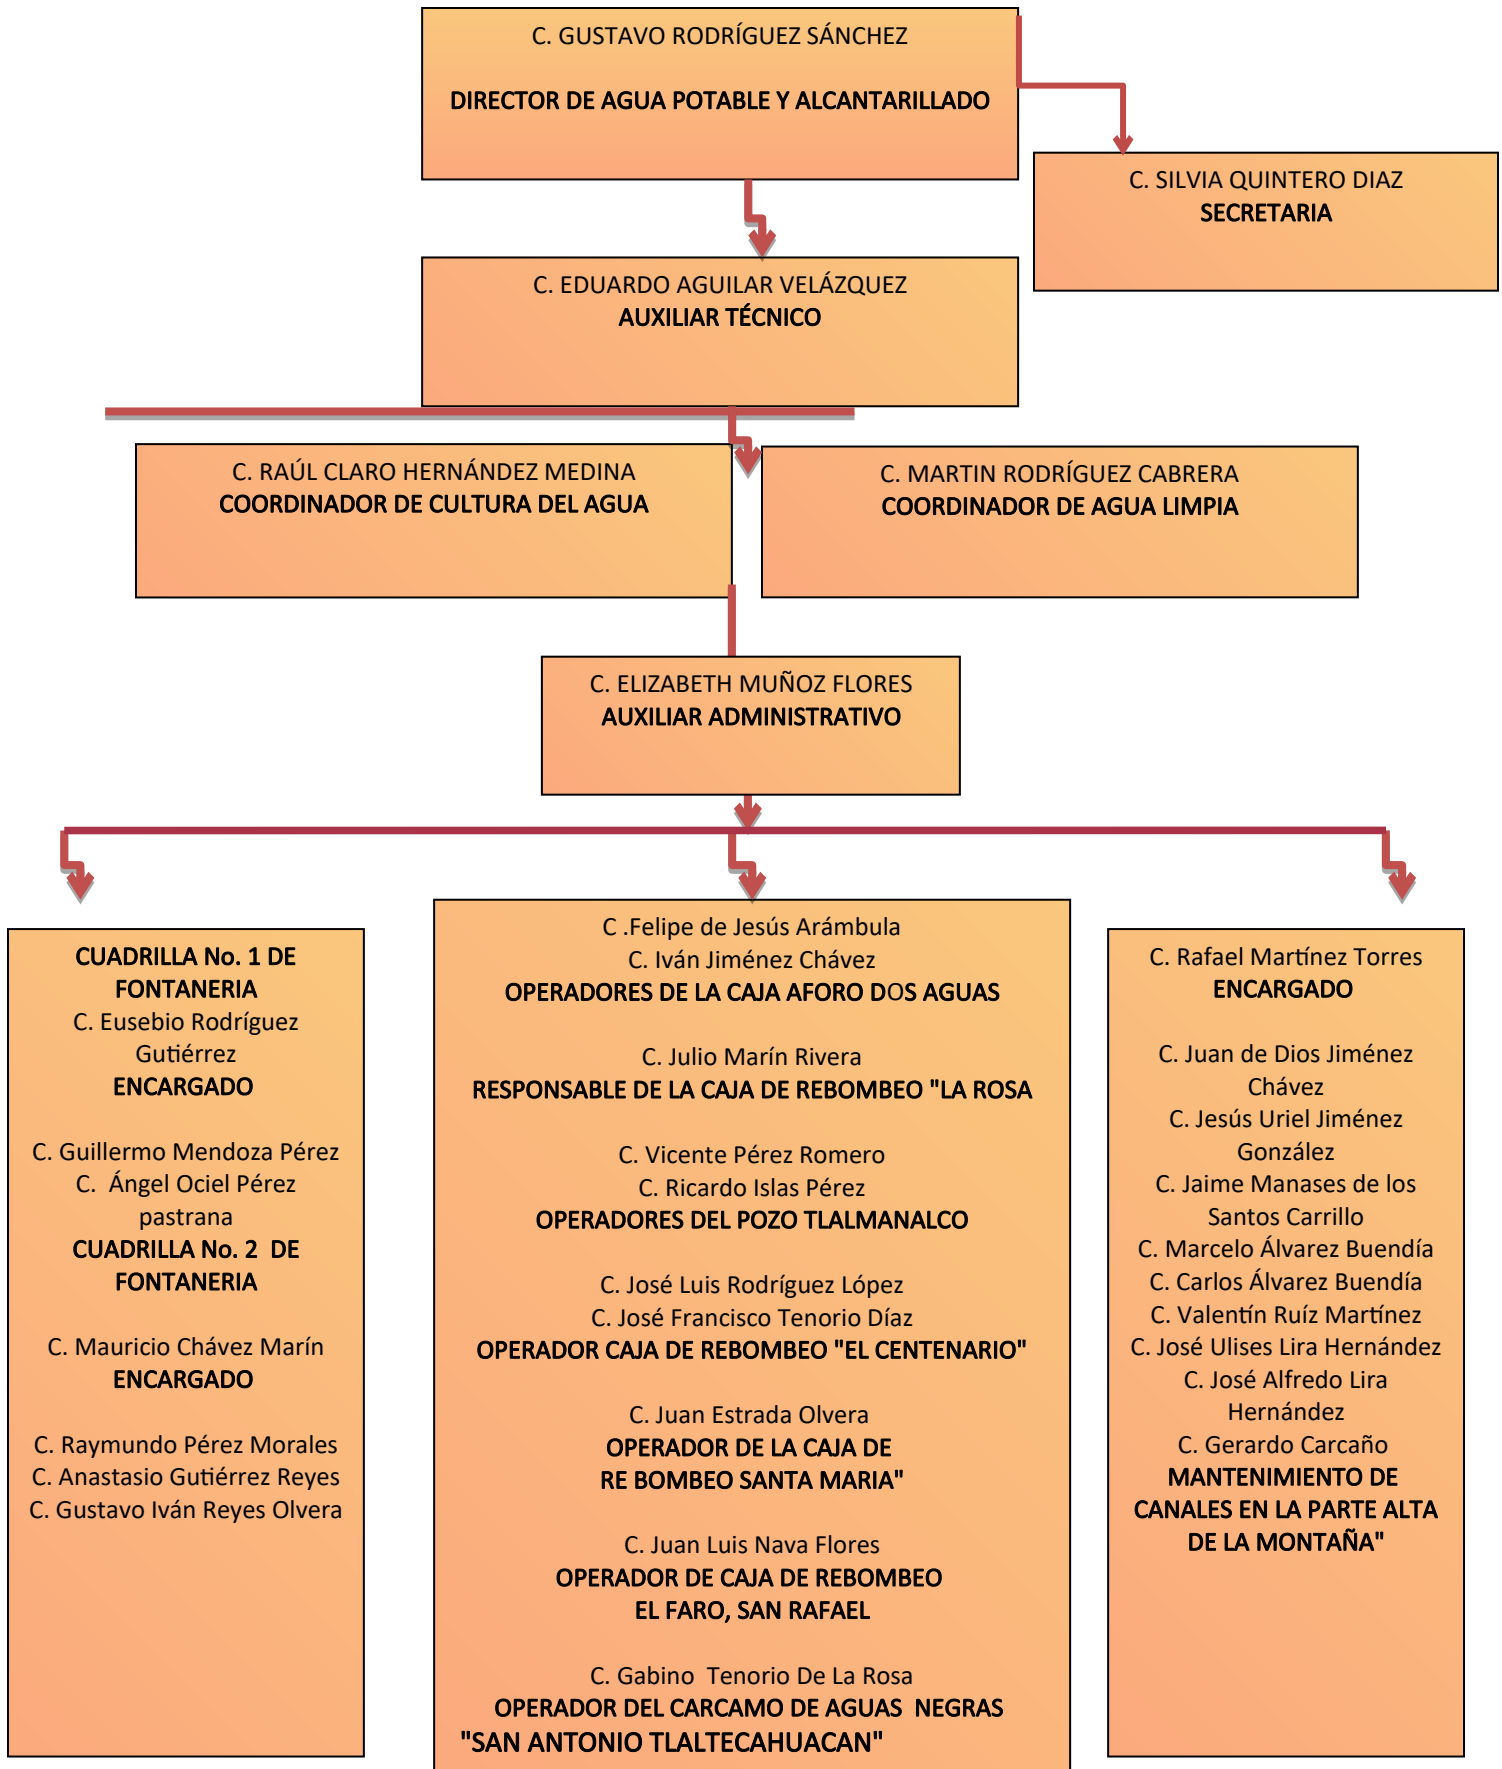 C. GUSTAVO RODRÍGUEZ SÁNCHEZ
DIRECTOR DE AGUA POTABLE Y ALCANTARILLADO
C. SILVIA QUINTERO DIAZ
SECRETARIA
C. EDUARDO AGUILAR VELÁZQUEZ
AUXILIAR TÉCNICO
C. RAÚL CLARO HERNÁNDEZ MEDINA
COORDINADOR DE CULTURA DEL AGUA
C. MARTIN RODRÍGUEZ CABRERA
COORDINADOR DE AGUA LIMPIA
C. ELIZABETH MUÑOZ FLORES
AUXILIAR ADMINISTRATIVO
CUADRILLA No. 1 DE
FONTANERIA
C. Eusebio Rodríguez
Gutiérrez
ENCARGADO
C. Guillermo Mendoza Pérez
C.  Ángel Ociel Pérez
pastrana
CUADRILLA No. 2  DE
FONTANERIA
C. Mauricio Chávez Marín
ENCARGADO
C. Raymundo Pérez Morales
C. Anastasio Gutiérrez Reyes
C. Gustavo Iván Reyes Olvera
C .Felipe de Jesús Arámbula
C. Iván Jiménez Chávez
OPERADORES DE LA CAJA AFORO DOS AGUAS
C. Julio Marín Rivera
RESPONSABLE DE LA CAJA DE REBOMBEO "LA ROSA
C. Vicente Pérez Romero
C. Ricardo Islas Pérez
OPERADORES DEL POZO TLALMANALCO
C. José Luis Rodríguez López
C. José Francisco Tenorio Díaz
OPERADOR CAJA DE REBOMBEO "EL CENTENARIO"
C. Juan Estrada Olvera
OPERADOR DE LA CAJA DE
RE BOMBEO SANTA MARIA"
C. Juan Luis Nava Flores
OPERADOR DE CAJA DE REBOMBEO
EL FARO, SAN RAFAEL
C. Gabino  Tenorio De La Rosa
OPERADOR DEL CARCAMO DE AGUAS  NEGRAS
"SAN ANTONIO TLALTECAHUACAN"
C. Rafael Martínez Torres
ENCARGADO
C. Juan de Dios Jiménez
Chávez
C. Jesús Uriel Jiménez
González
C. Jaime Manases de los
Santos Carrillo
C. Marcelo Álvarez Buendía
C. Carlos Álvarez Buendía
C. Valentín Ruíz Martínez
C. José Ulises Lira Hernández
C. José Alfredo Lira
Hernández
C. Gerardo Carcaño
MANTENIMIENTO DE
CANALES EN LA PARTE ALTA
DE LA MONTAÑA"